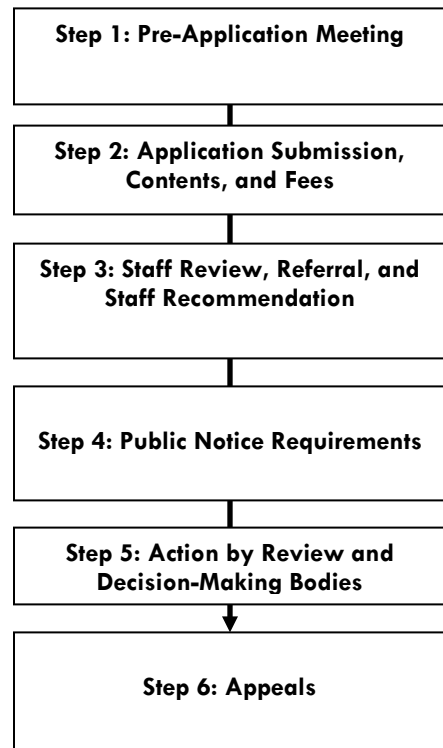 Step 1: Pre-Application Meeting
Step 2: Application Submission,
Contents, and Fees
Step 3: Staff Review, Referral, and
Staff Recommendation
Step 4: Public Notice Requirements
Step 5: Action by Review and
Decision-Making Bodies
Step 6: Appeals